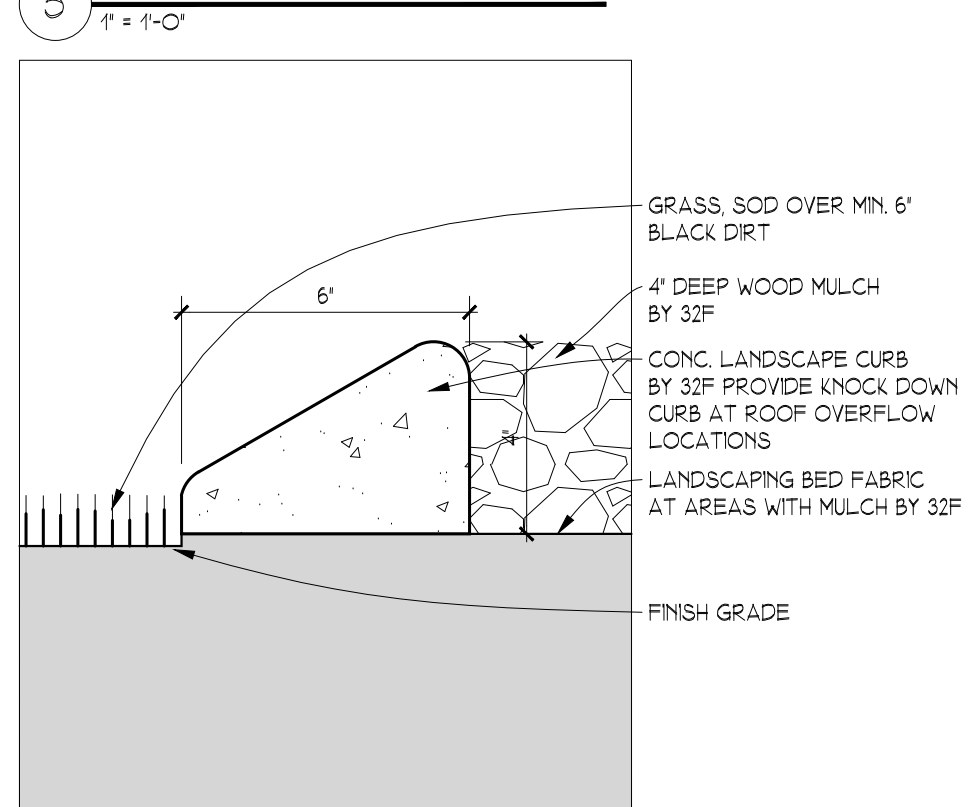 5
1" = 1'-0"
GRASS, SOD OVER MIN. 6"
BLACK DIRT
6"
4" DEEP WOOD MULCH
BY 32F
CONC. LANDSCAPE CURB
BY 32F PROVIDE KNOCK DOWN
CURB AT ROOF OVERFLOW
LOCATIONS
4"
LANDSCAPING BED FABRIC
AT AREAS WITH MULCH BY 32F
FINISH GRADE